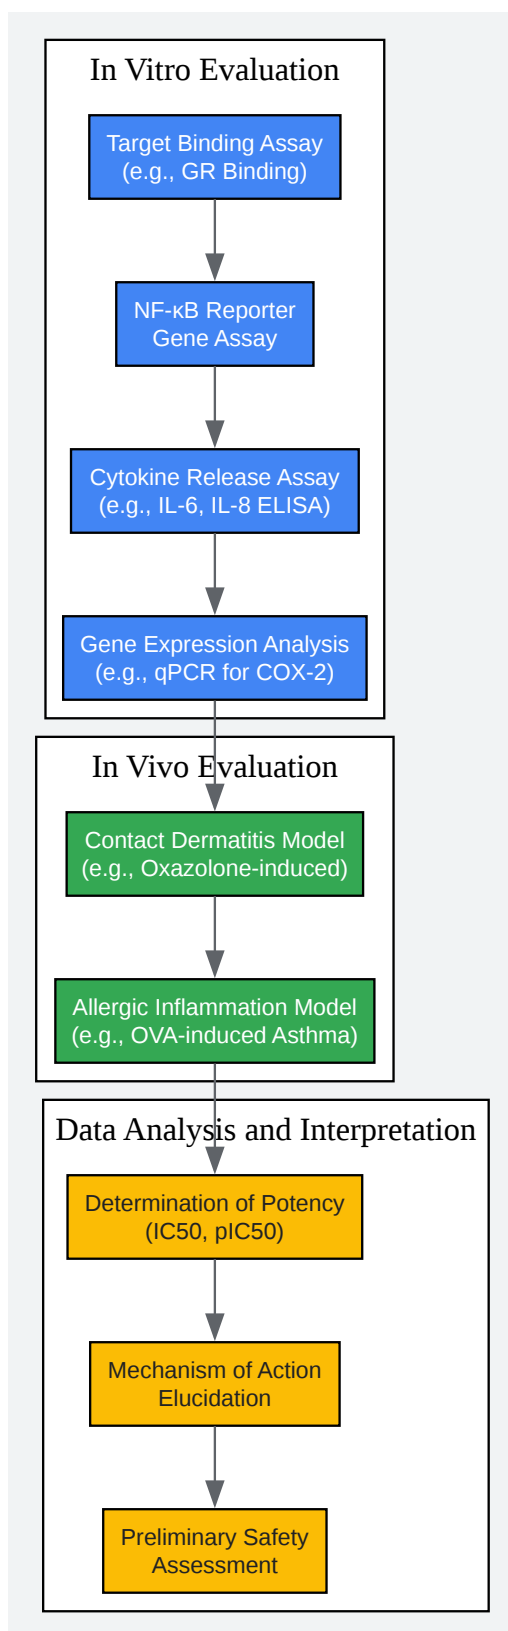 In Vitro Evaluation
Target Binding Assay
(e.g., GR Binding)
NF-κB Reporter
Gene Assay
Cytokine Release Assay
(e.g., IL-6, IL-8 ELISA)
Gene Expression Analysis
(e.g., qPCR for COX-2)
In Vivo Evaluation
Contact Dermatitis Model
(e.g., Oxazolone-induced)
Allergic Inflammation Model
(e.g., OVA-induced Asthma)
Data Analysis and Interpretation
Determination of Potency
(IC50, pIC50)
Mechanism of Action
Elucidation
Preliminary Safety
Assessment